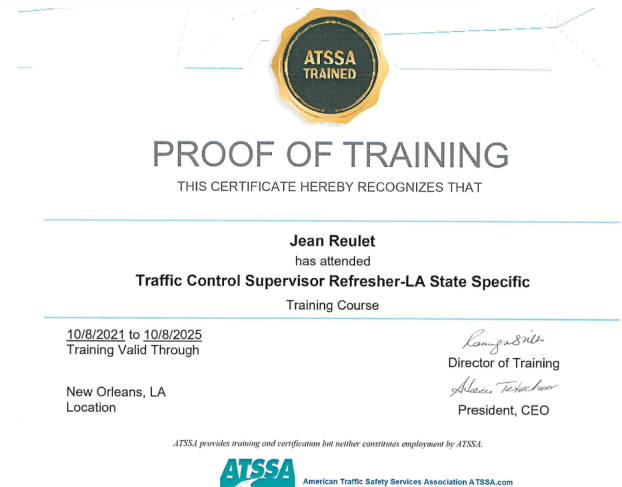 ATSSA
TRAINED
PROOF OF TRAINING
THIS CERTIFICATE HEREBY RECOGNIZES THAT
Jean Reulet
has attended
Traffic Control Supervisor Refresher-LA State Specific
Training Course
10/8/2021 to 10/8/2025
Training Valid Through
Director of Training
New Orleans, LA
Location
President, CEO
ATSSA provides training and certification but neither constitutes employment by ATSSA.
ATSSA
American Traffic Safety Services Association ATSSA.com